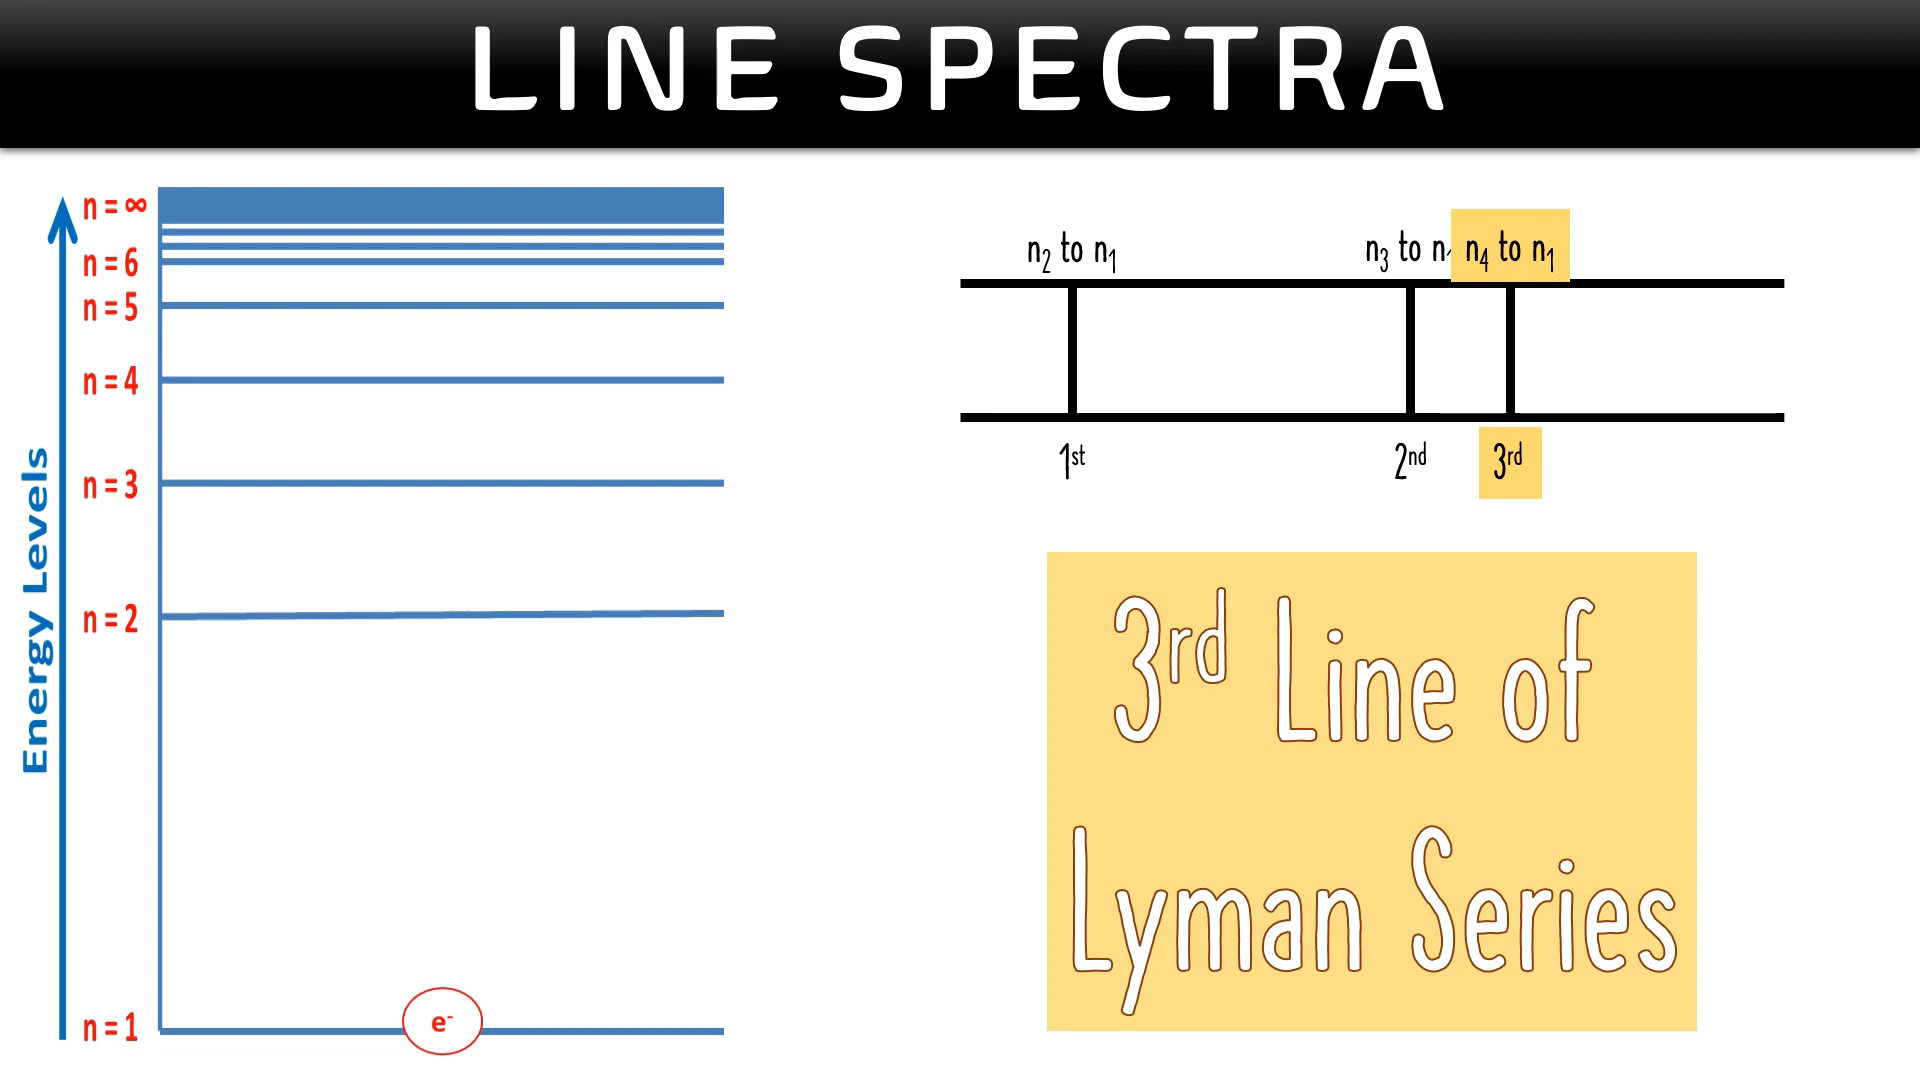 LINE SPECTRA
n = ∞
n = 6
n = 5
n = 4
n = 3
n = 2
n = 1
Energy Levels
e⁻
n₂ to n₁
n₃ to n
n₄ to n₁
1ˢᵗ
2ⁿᵈ
3ʳᵈ
3ʳᵈ Line of
Lyman Series